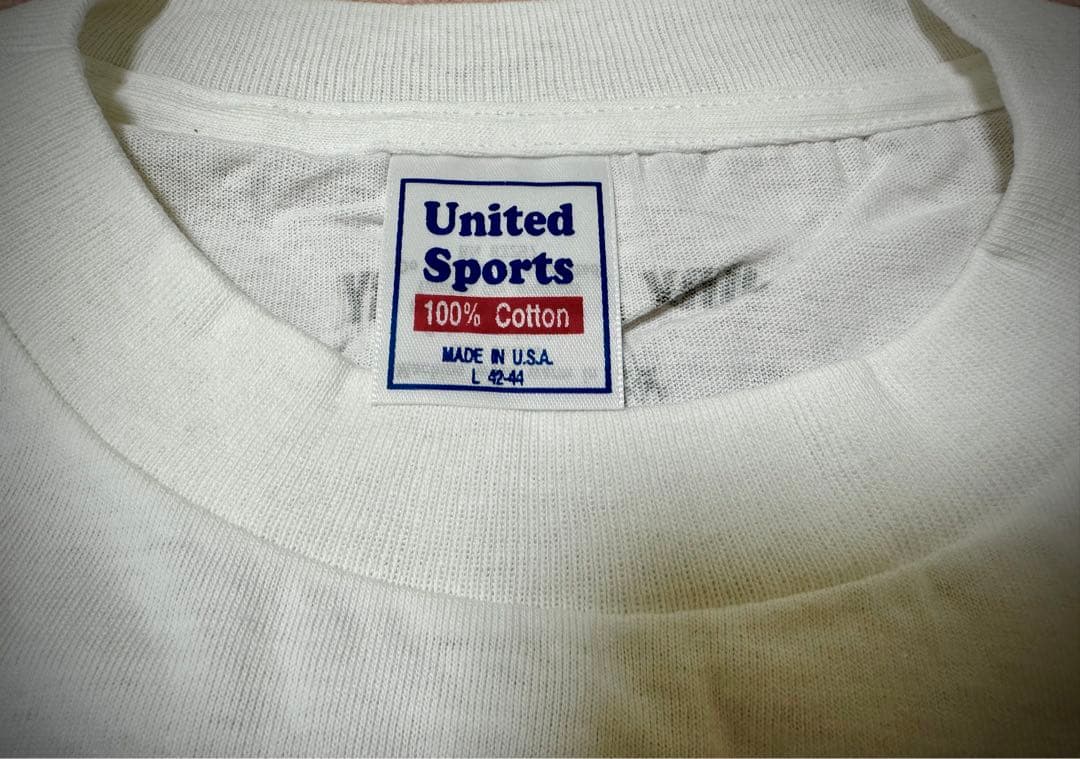 United
Sports
100% Cotton
MADE IN U.S.A.
L 42-44